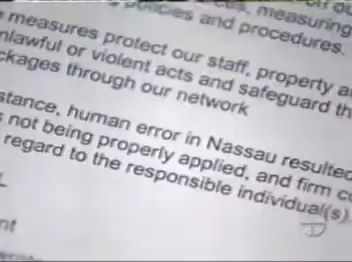 measuring
policies and procedures.
measures protect our staff, property a
nlawful or violent acts and safeguard th
ckages through our network
stance, human error in Nassau resulted
not being properly applied, and firm c
regard to the responsible individual(s).